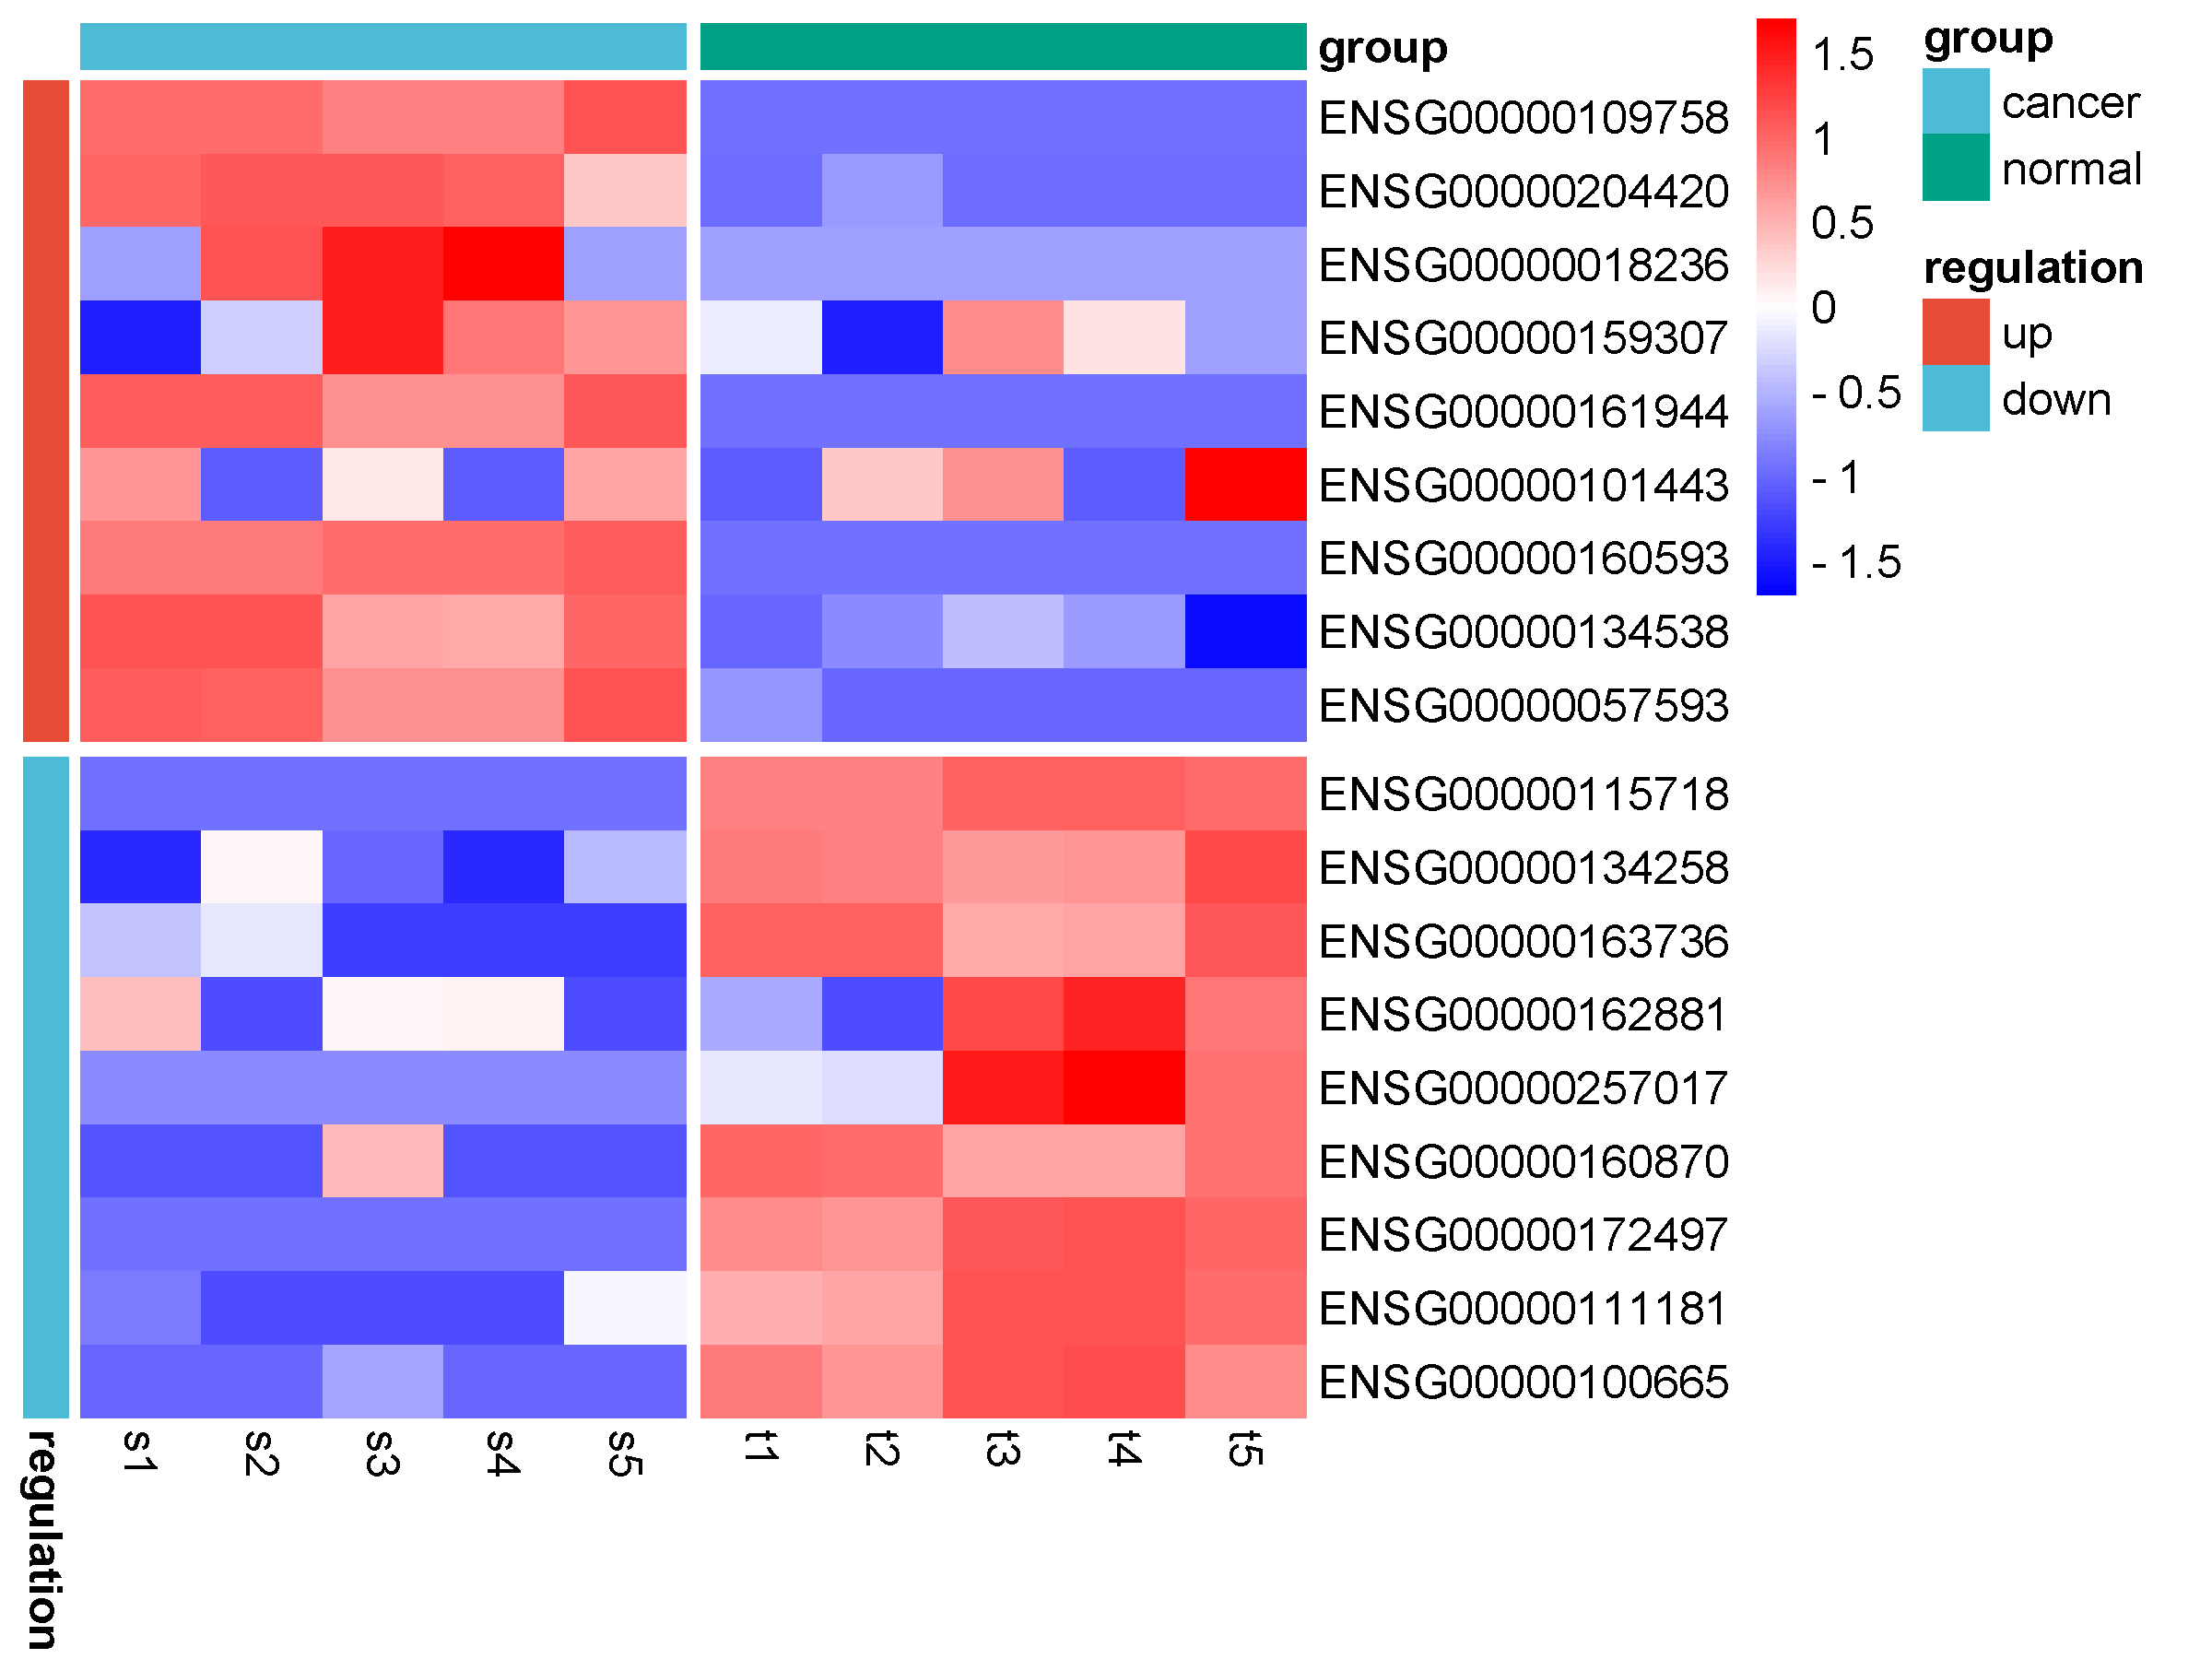 group
ENSG00000109758
ENSG00000204420
ENSG00000018236
ENSG00000159307
ENSG00000161944
ENSG00000101443
ENSG00000160593
ENSG00000134538
ENSG00000057593
ENSG00000115718
ENSG00000134258
ENSG00000163736
ENSG00000162881
ENSG00000257017
ENSG00000160870
ENSG00000172497
ENSG00000111181
ENSG00000100665
s1 s2 s3 s4 s5 t1 t2 t3 t4 t5
regulation
1.5
1
0.5
0
- 0.5
- 1
- 1.5
group
cancer
normal
regulation
up
down